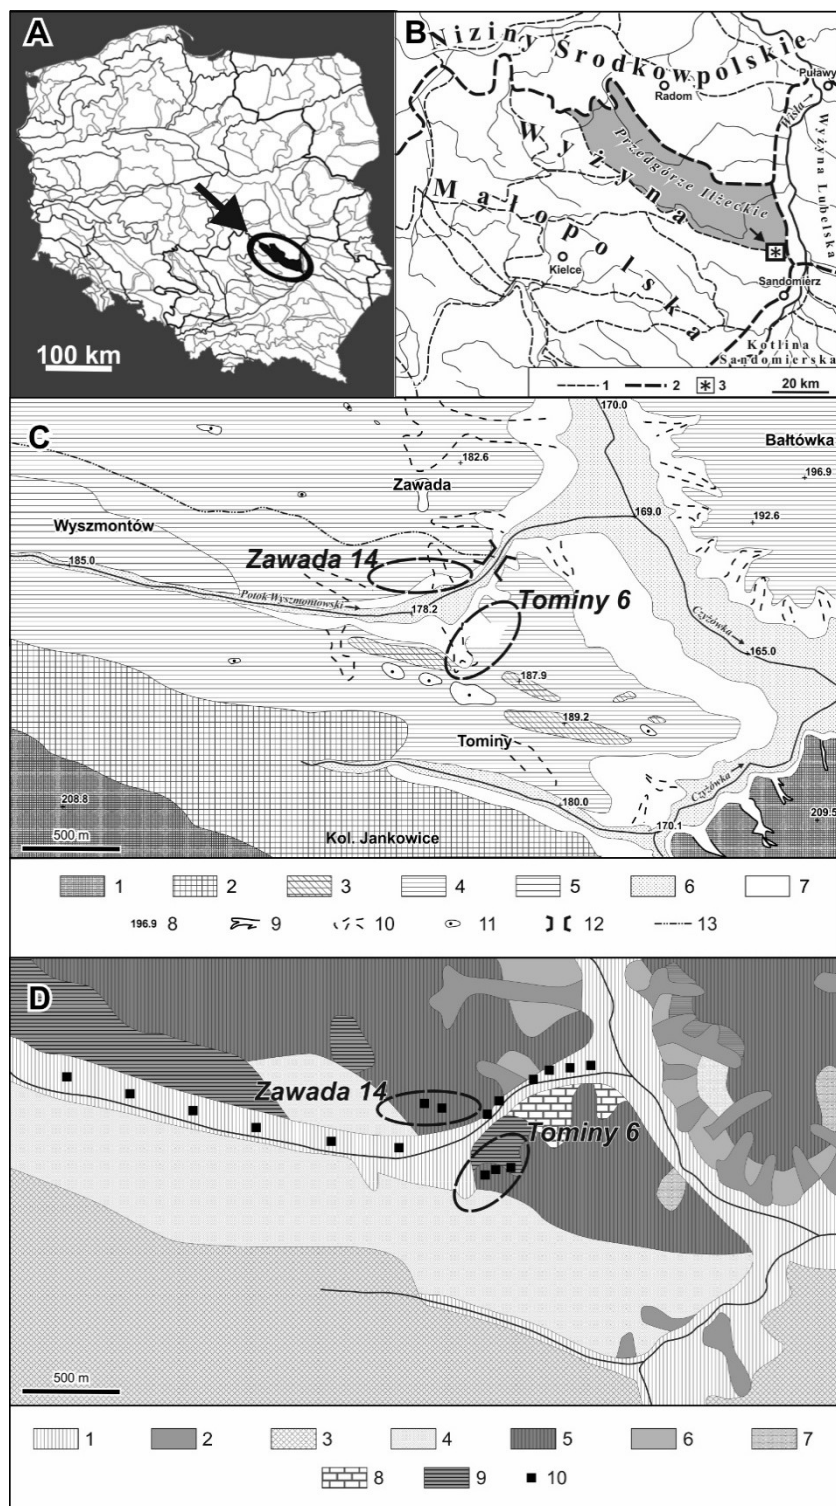 A
100 km
B
Niziny Środkowpolskie
Puławy
Radom
Wisła
Wyżyna Lubelska
Przedgórze Iłżeckie
Wyżyna
Małopolska
Kielce
Sandomierz
Kotlina
Sandomierska
1 2 3 20 km
C
170.0
Bałtówka
182.6
196.9
Zawada
169.0
192.6
Wyszmontów
Zawada 14
185.0
Potok Wyszmontowski
178.2
Tominy 6
Czyżówka
165.0
187.9
189.2
Tominy
Czyżówka
208.8
180.0
209.5
170.1
500 m
Kol. Jankowice
1 2 3 4 5 6 7
196.9 8 9 10 11 12 13
D
Zawada 14
Tominy 6
500 m
1 2 3 4 5 6 7
8 9 10